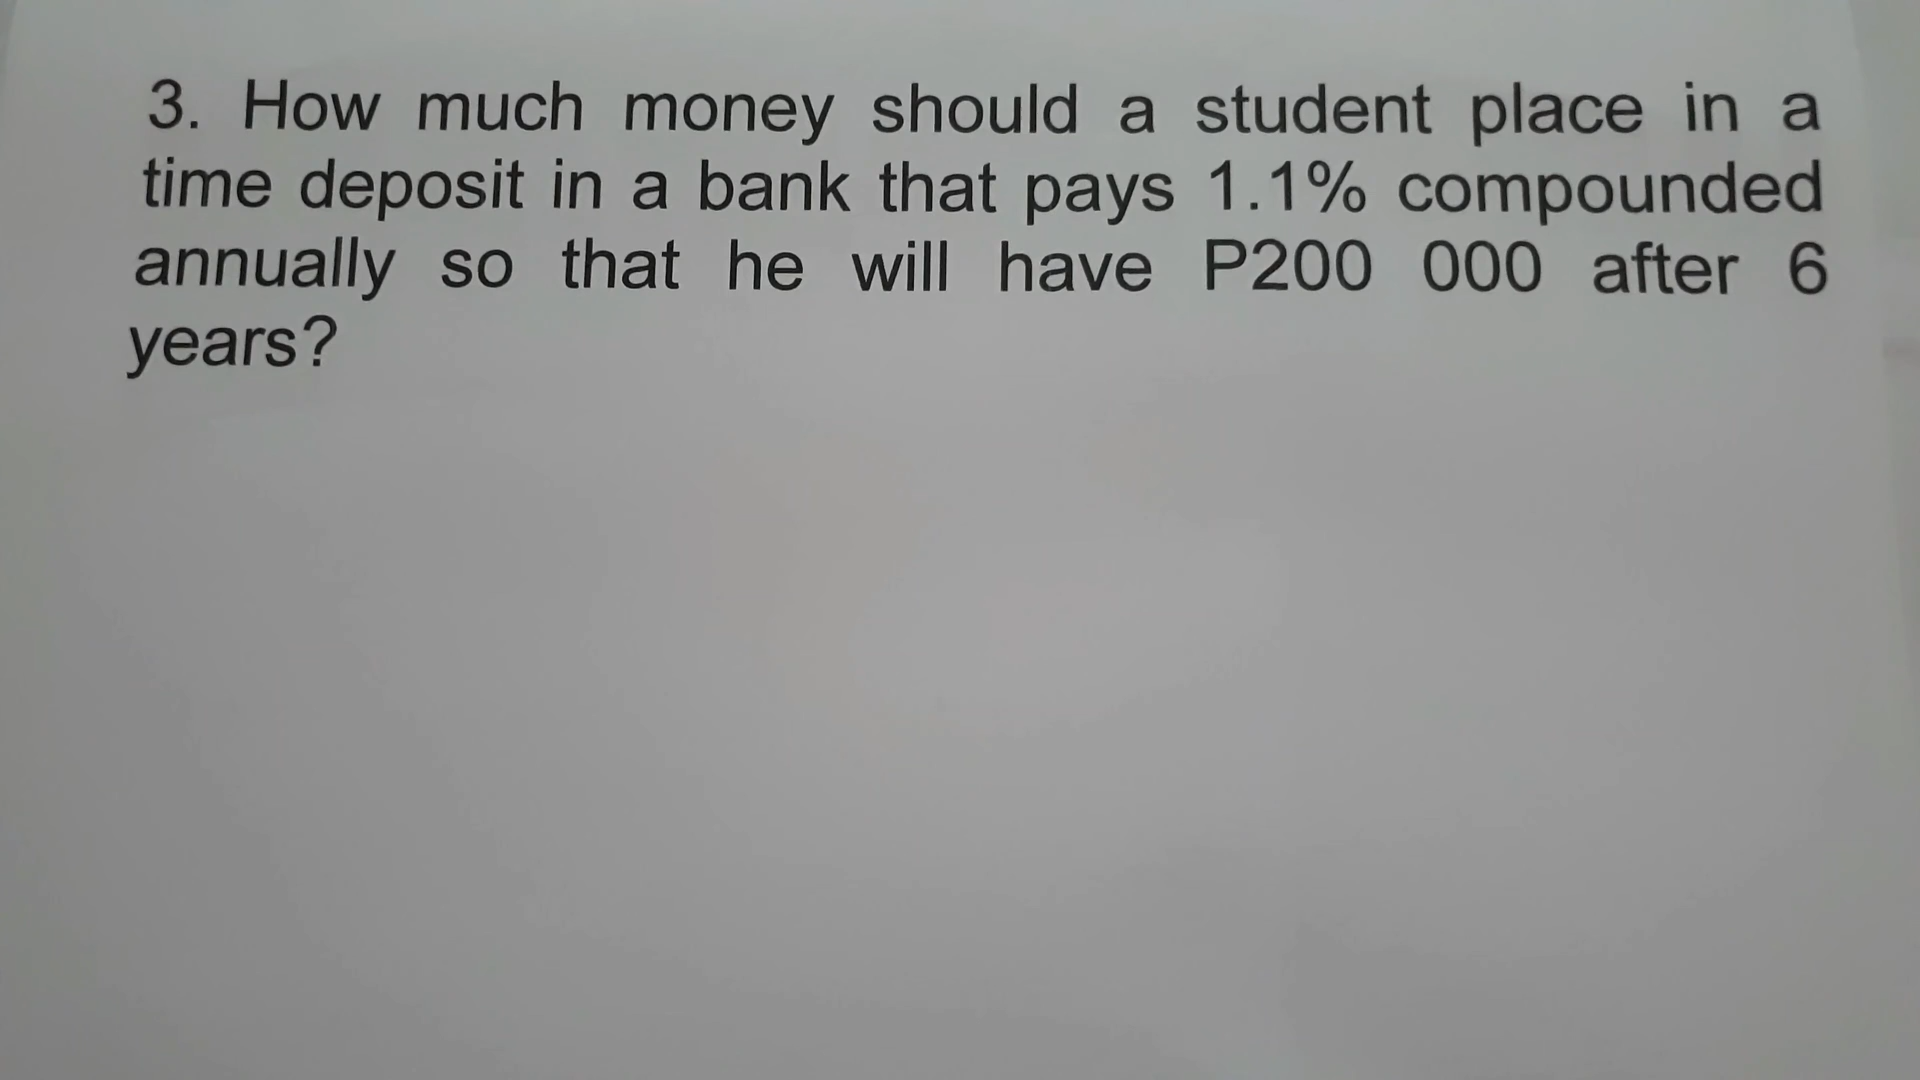 3. How much money should a student place in a
time deposit in a bank that pays 1.1% compounded
annually so that he will have P200 000 after 6
years?